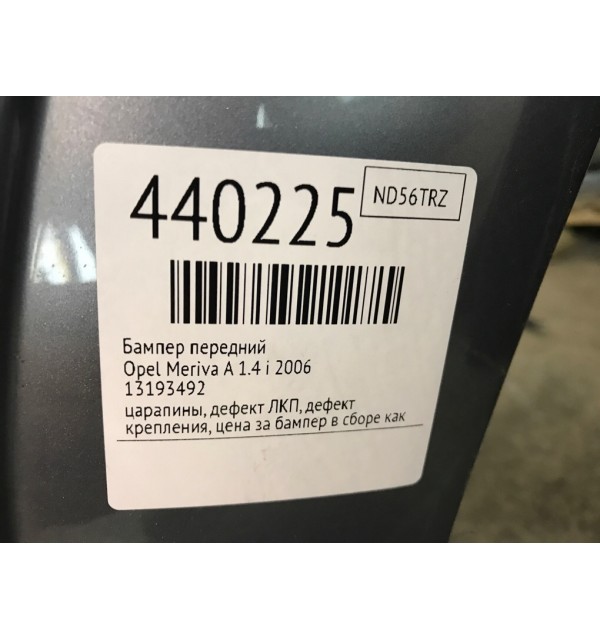 440225
ND56TRZ
Бампер передний
Opel Meriva A 1.4 i 2006
13193492
царапины, дефект ЛКП, дефект
крепления, цена за бампер в сборе как